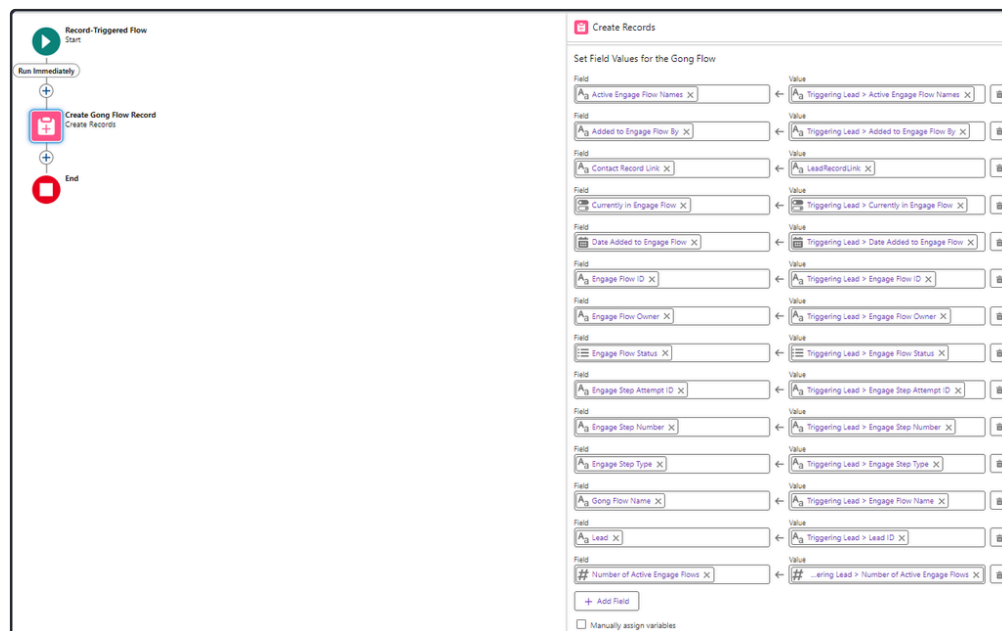 Record-Triggered Flow
Start
Run Immediately
Create Gong Flow Record
Create Records
End
Create Records
Set Field Values for the Gong Flow
Field Value
Active Engage Flow Names Triggering Lead > Active Engage Flow Names
Field Value
Added to Engage Flow By Triggering Lead > Added to Engage Flow By
Field Value
Contact Record Link LeadRecordLink
Field Value
Currently in Engage Flow Triggering Lead > Currently in Engage Flow
Field Value
Date Added to Engage Flow Triggering Lead > Date Added to Engage Flow
Field Value
Engage Flow ID Triggering Lead > Engage Flow ID
Field Value
Engage Flow Owner Triggering Lead > Engage Flow Owner
Field Value
Engage Flow Status Triggering Lead > Engage Flow Status
Field Value
Engage Step Attempt ID Triggering Lead > Engage Step Attempt ID
Field Value
Engage Step Number Triggering Lead > Engage Step Number
Field Value
Engage Step Type Triggering Lead > Engage Step Type
Field Value
Gong Flow Name Triggering Lead > Engage Flow Name
Field Value
Lead Triggering Lead > Lead ID
Field Value
Number of Active Engage Flows ...ering Lead > Number of Active Engage Flows
+ Add Field
Manually assign variables